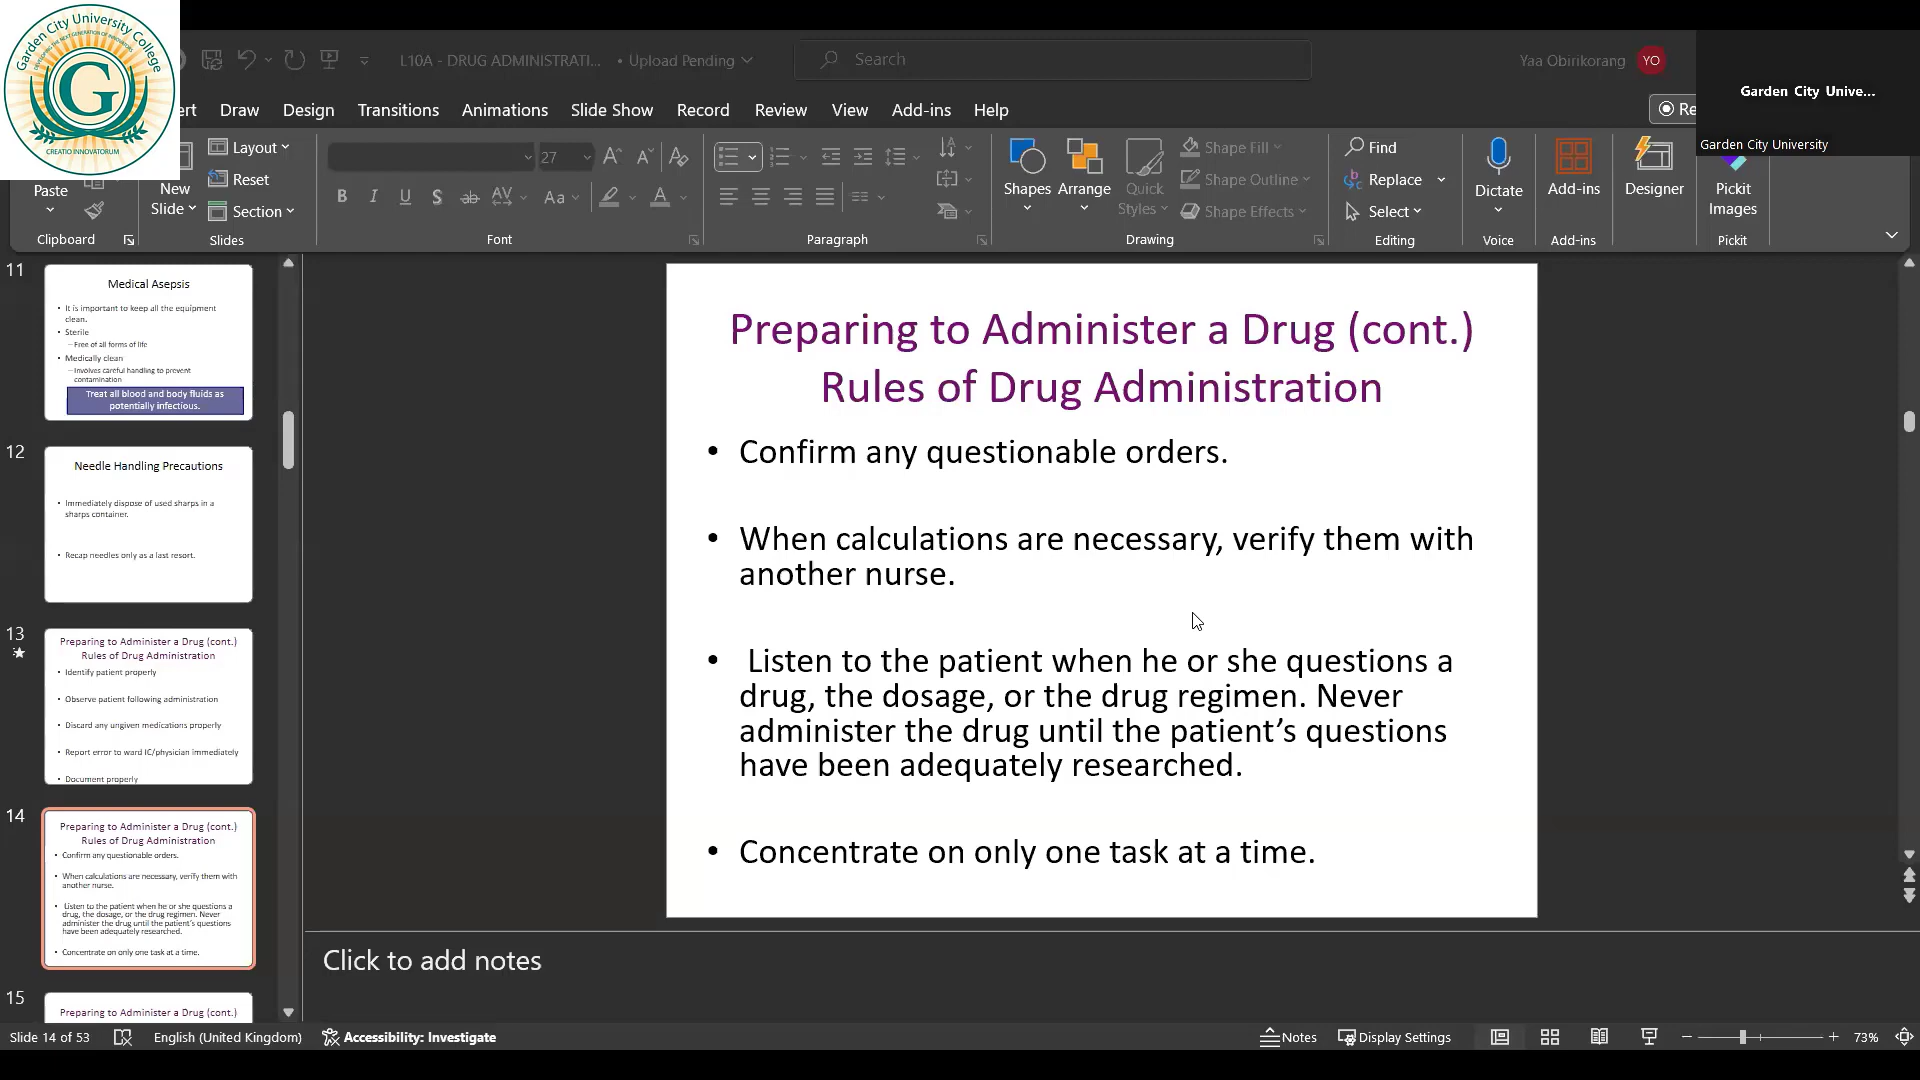 Garden City University College
CREATIO INNOVATORUM
L10A - DRUG ADMINISTRATI... • Upload Pending
Search
Yaa Obirikorang
YO
Garden City Unive...
Garden City University
ert Draw Design Transitions Animations Slide Show Record Review View Add-ins Help
Re
Paste
Clipboard
New
Slide
Layout
Reset
Section
Slides
27
Font
Paragraph
Shapes
Arrange
Quick
Styles
Shape Fill
Shape Outline
Shape Effects
Drawing
Find
Replace
Select
Editing
Dictate
Voice
Add-ins
Add-ins
Designer
Pickit
Images
Pickit
11
Medical Asepsis
• It is important to keep all the equipment
clean.
• Sterile
– Free of all forms of life
• Medically clean
– Involves careful handling to prevent
contamination
Treat all blood and body fluids as
potentially infectious.
12
Needle Handling Precautions
• Immediately dispose of used sharps in a
sharps container.
• Recap needles only as a last resort.
13
Preparing to Administer a Drug (cont.)
Rules of Drug Administration
• Identify patient properly
• Observe patient following administration
• Discard any ungiven medications properly
• Report error to ward IC/physician immediately
• Document properly
14
Preparing to Administer a Drug (cont.)
Rules of Drug Administration
• Confirm any questionable orders.
• When calculations are necessary, verify them with
another nurse.
• Listen to the patient when he or she questions a
drug, the dosage, or the drug regimen. Never
administer the drug until the patient's questions
have been adequately researched.
• Concentrate on only one task at a time.
15
Preparing to Administer a Drug (cont.)
Preparing to Administer a Drug (cont.)
Rules of Drug Administration
• Confirm any questionable orders.
• When calculations are necessary, verify them with
another nurse.
• Listen to the patient when he or she questions a
drug, the dosage, or the drug regimen. Never
administer the drug until the patient’s questions
have been adequately researched.
• Concentrate on only one task at a time.
Click to add notes
Slide 14 of 53
English (United Kingdom)
Accessibility: Investigate
Notes
Display Settings
73%